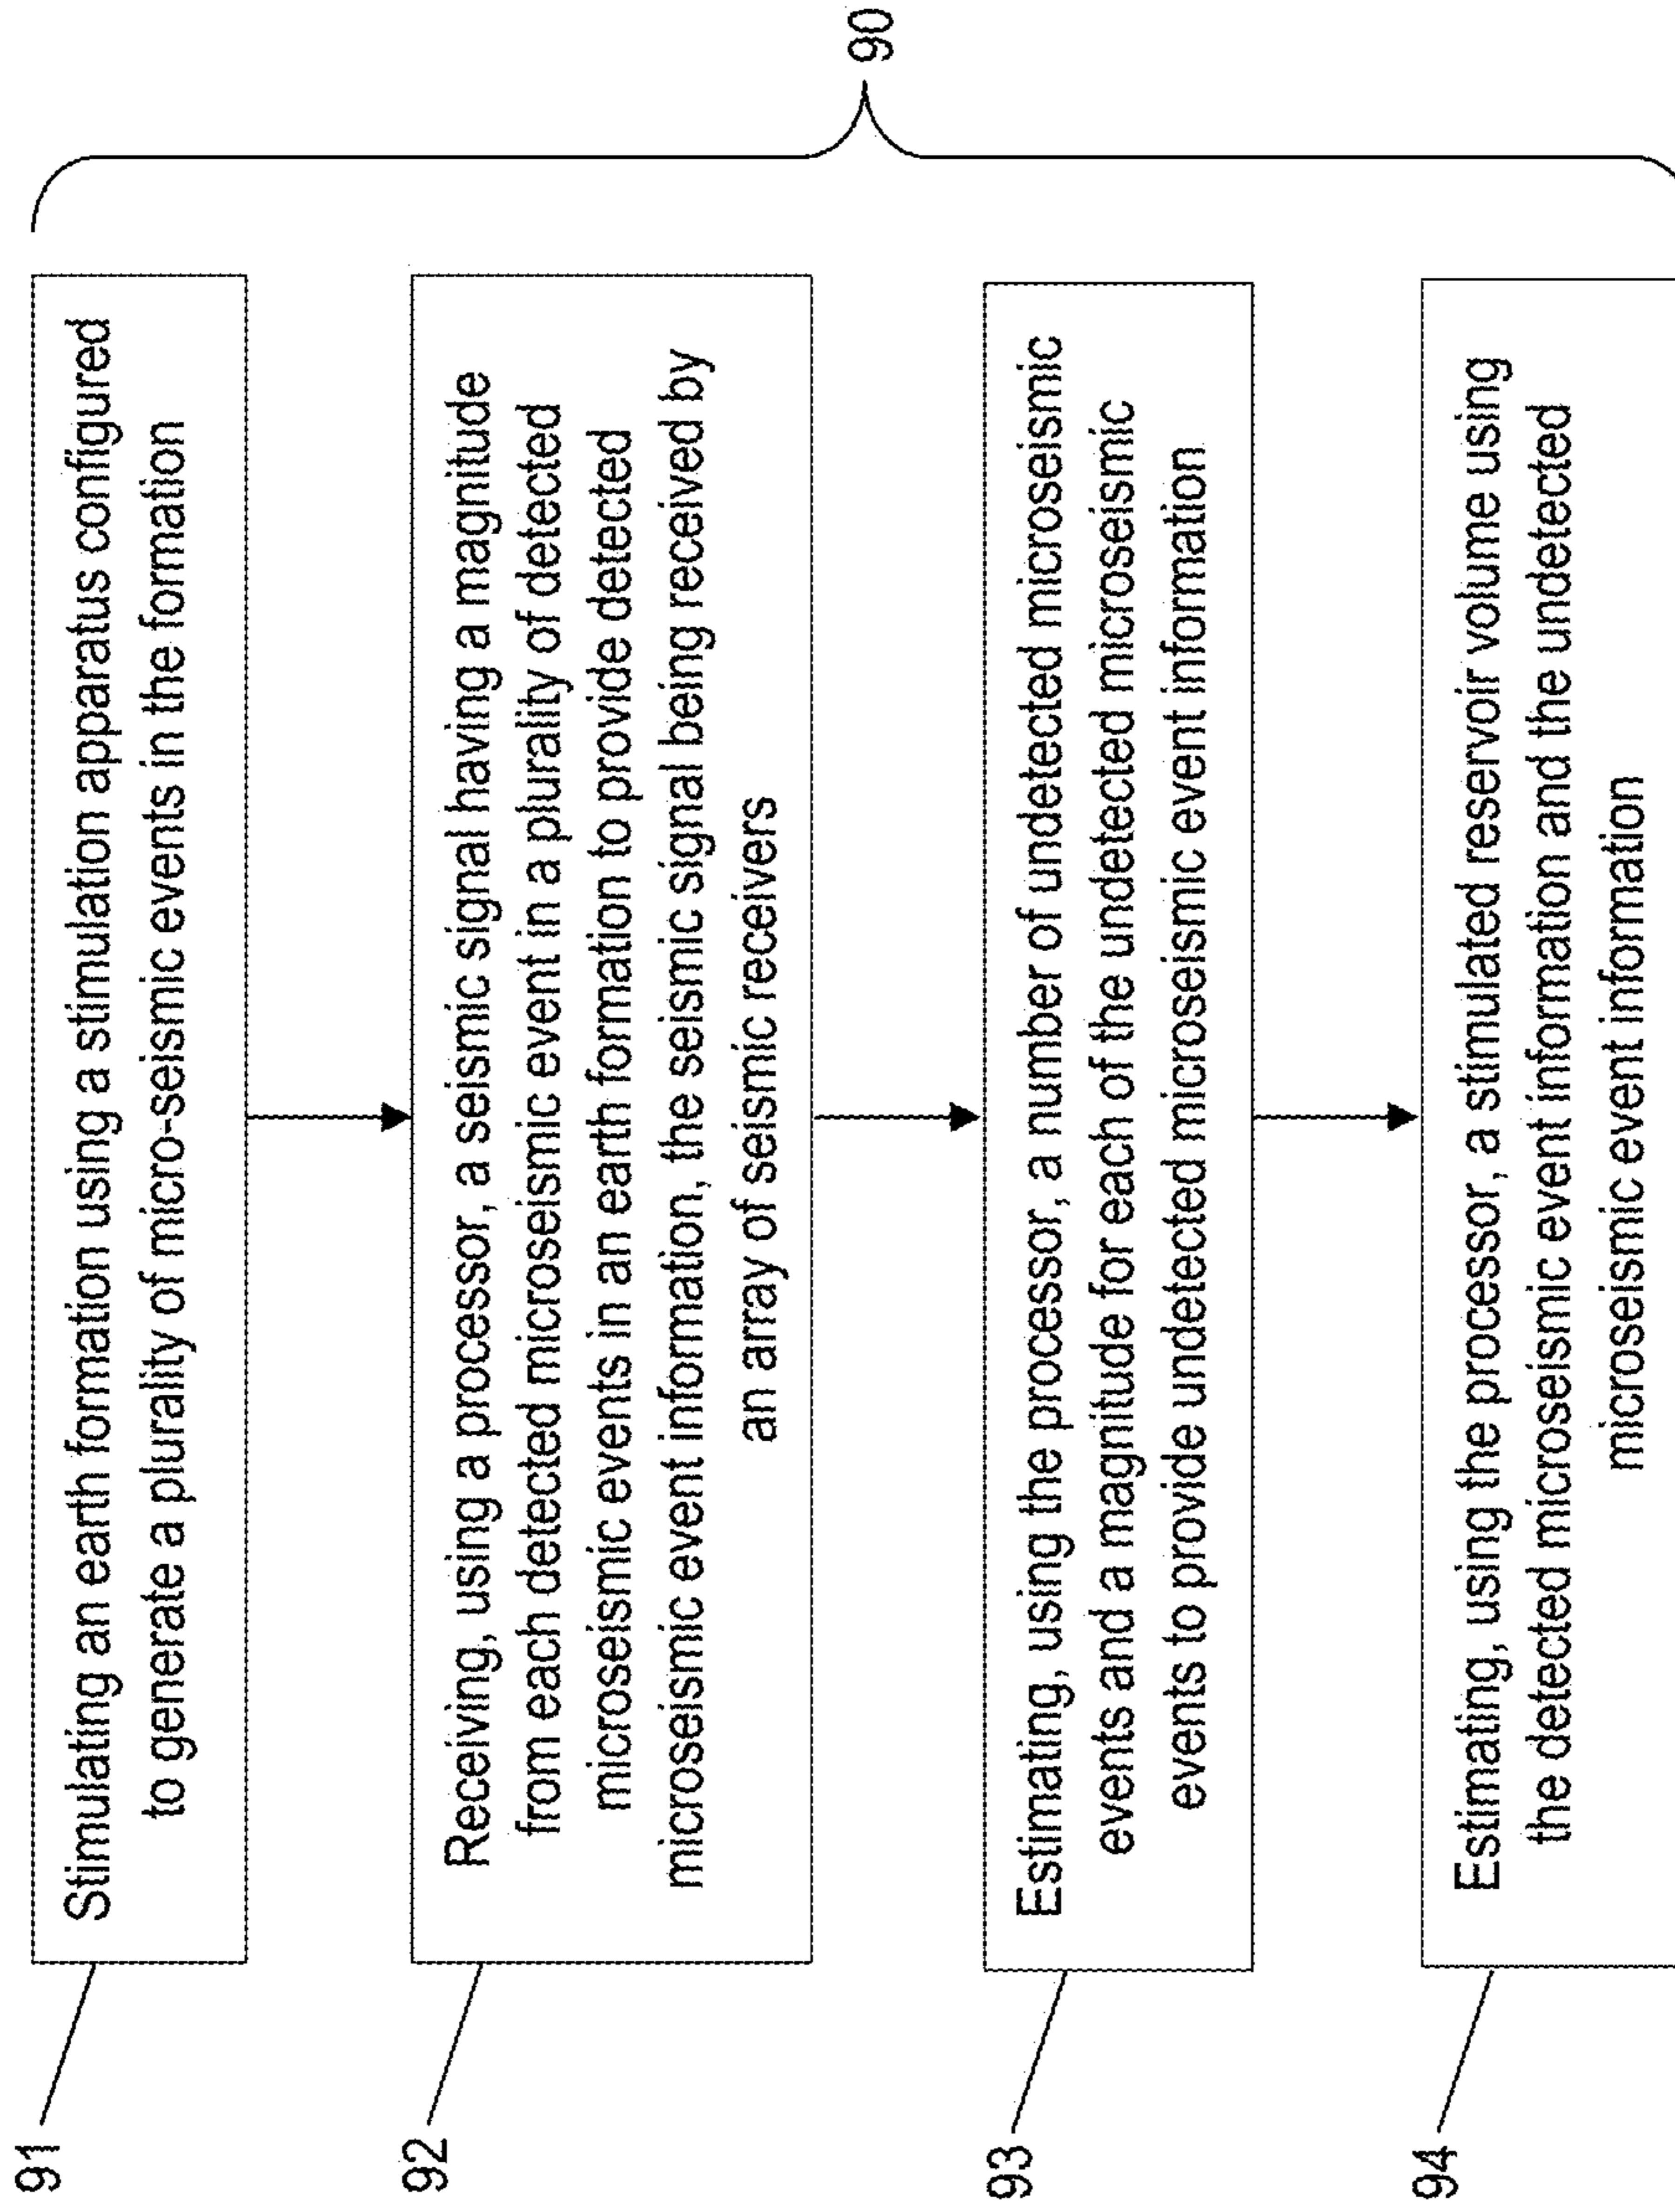 91
Stimulating an earth formation using a stimulation apparatus configured
to generate a plurality of micro-seismic events in the formation
92
Receiving, using a processor, a seismic signal having a magnitude
from each detected microseismic event in a plurality of detected
microseismic events in an earth formation to provide detected
microseismic event information, the seismic signal being received by
an array of seismic receivers
93
Estimating, using the processor, a number of undetected microseismic
events and a magnitude for each of the undetected microseismic
events to provide undetected microseismic event information
94
Estimating, using the processor, a stimulated reservoir volume using
the detected microseismic event information and the undetected
microseismic event information
90